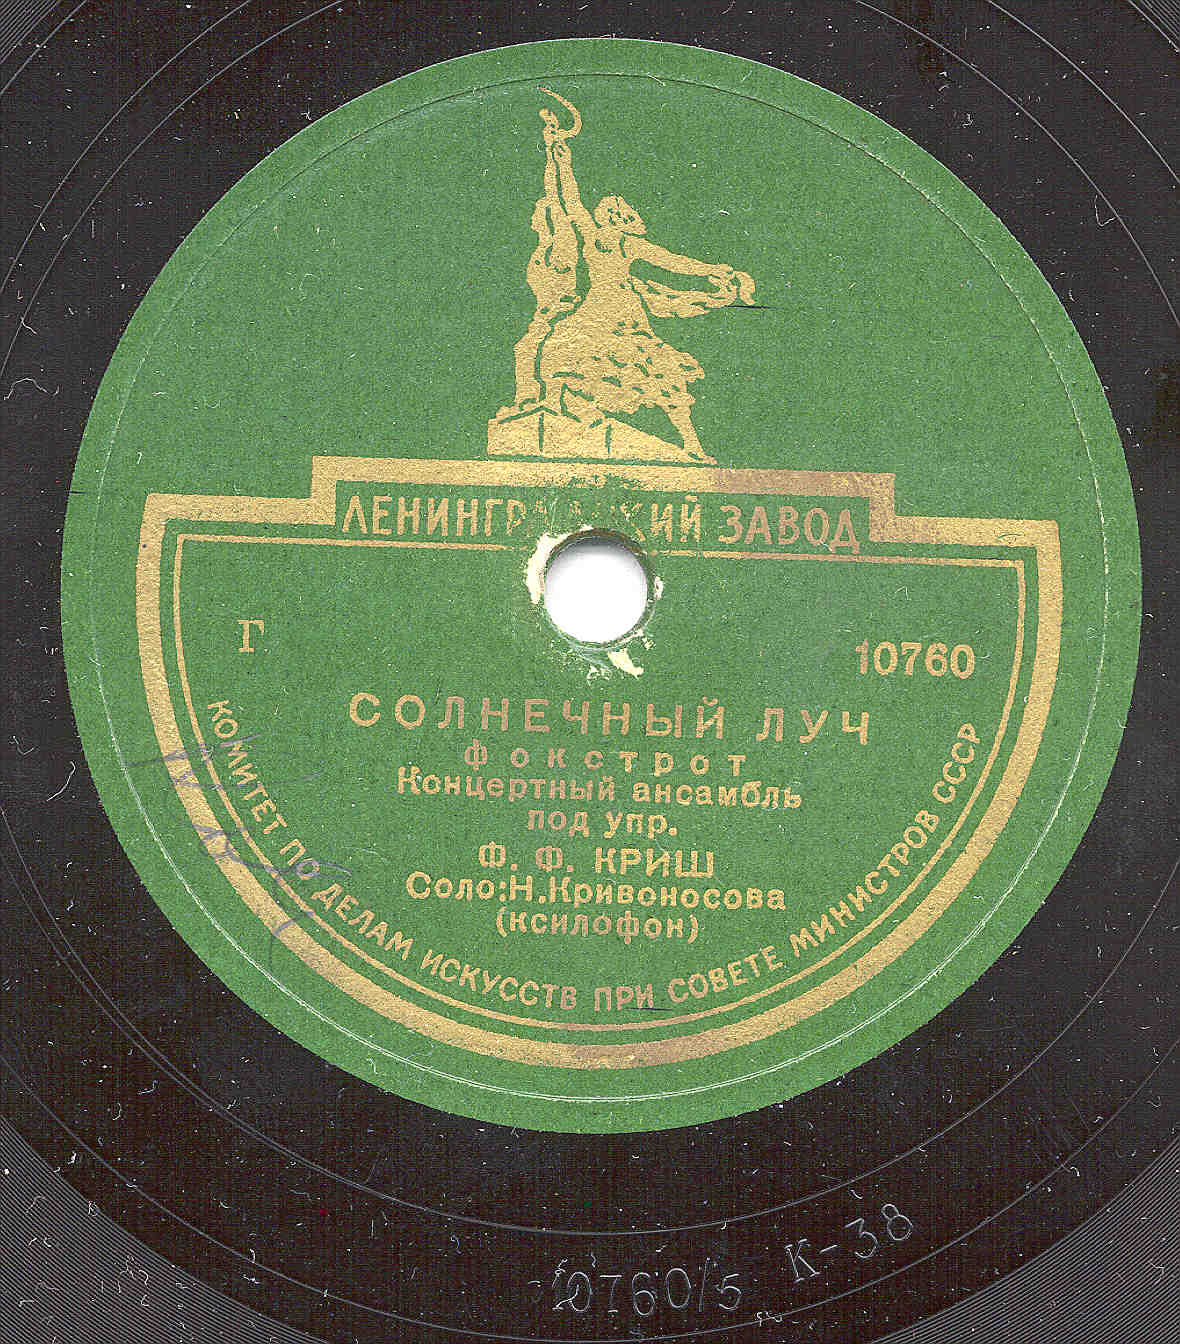 ЛЕНИНГРАДСКИЙ ЗАВОД
Г
10760
СОЛНЕЧНЫЙ ЛУЧ
фокстрот
Концертный ансамбль
под упр.
Ф. Ф. КРИШ
Соло: Н. Кривоносова
(ксилофон)
КОМИТЕТ ПО ДЕЛАМ ИСКУССТВ ПРИ СОВЕТЕ МИНИСТРОВ СССР
10760/5 К-38